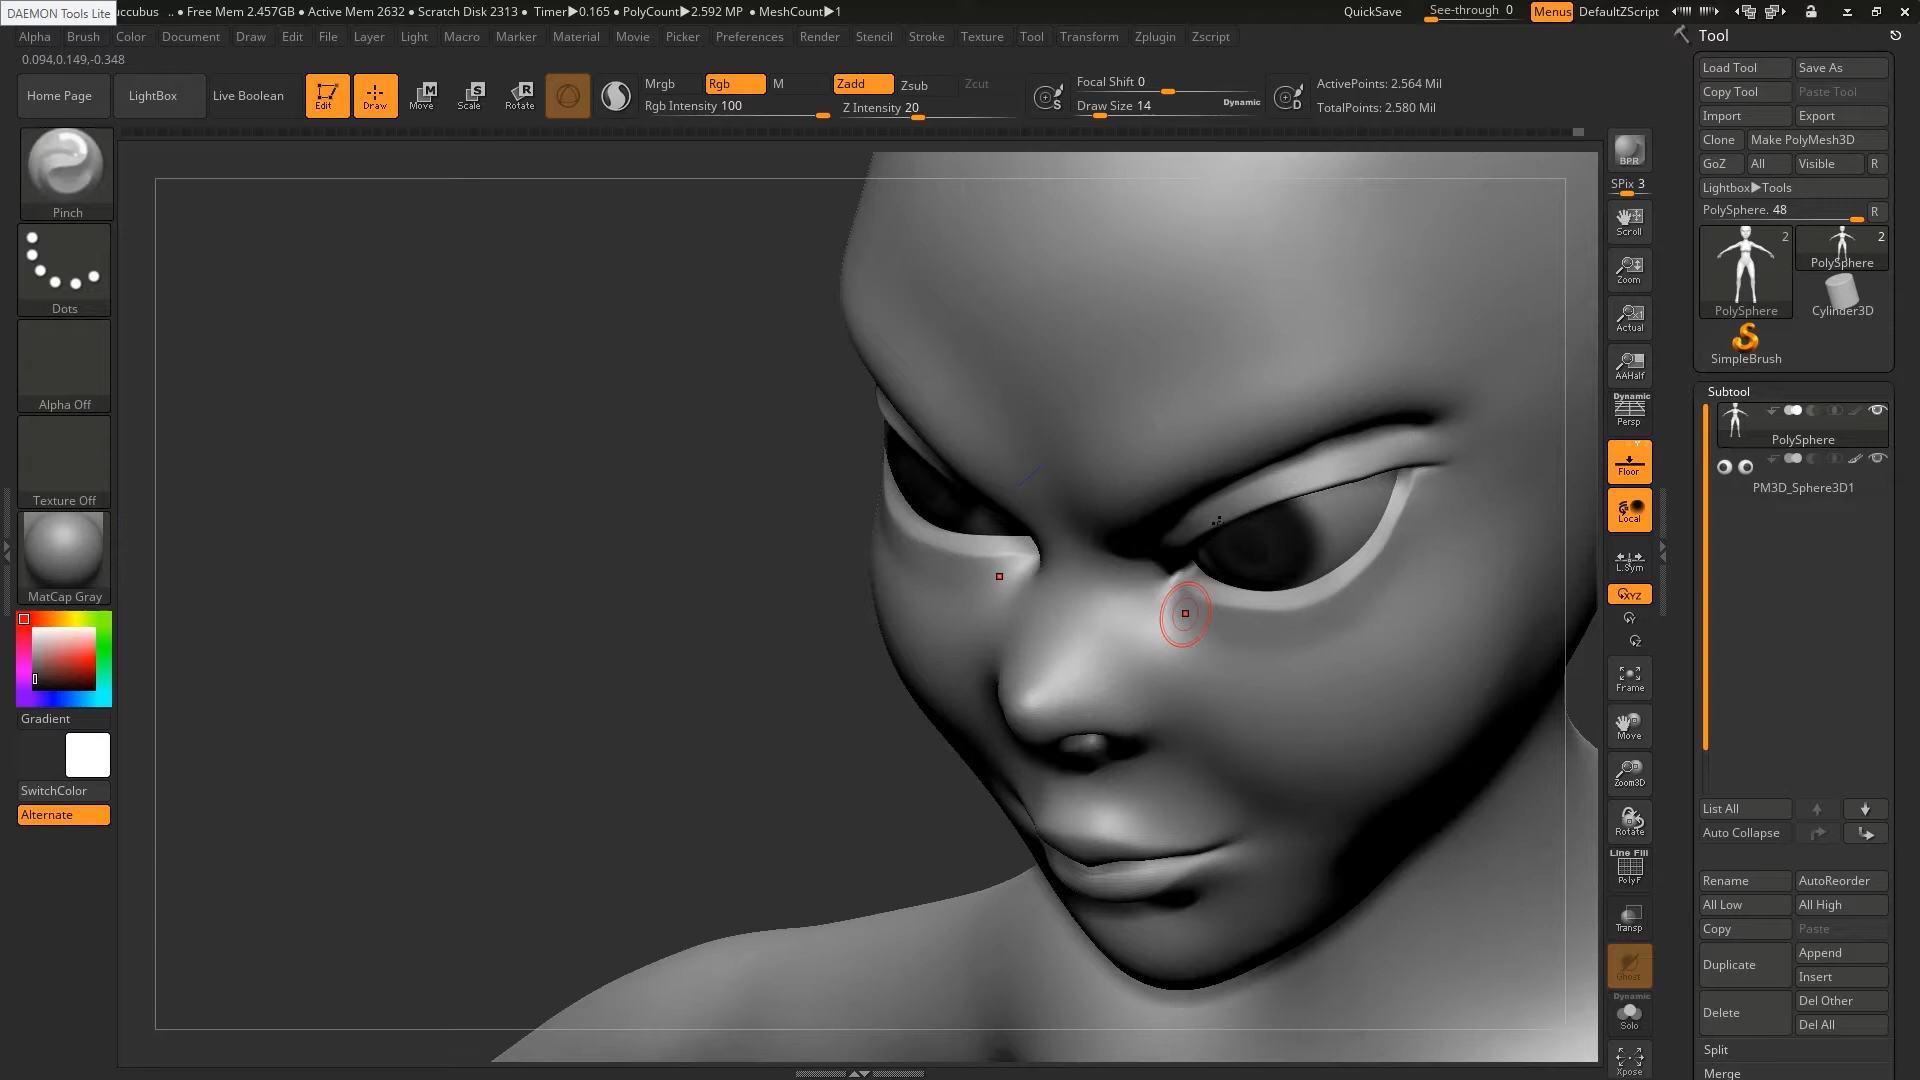 DAEMON Tools Lite
uccubus .. • Free Mem 2.457GB • Active Mem 2632 • Scratch Disk 2313 • Timer▶0.165 • PolyCount▶2.592 MP • MeshCount▶1
QuickSave See-through 0 Menus DefaultZScript
Alpha Brush Color Document Draw Edit File Layer Light Macro Marker Material Movie Picker Preferences Render Stencil Stroke Texture Tool Transform Zplugin Zscript
0.094,0.149,-0.348
Home Page LightBox Live Boolean Edit Draw Move Scale Rotate
Mrgb Rgb M Zadd Zsub Zcut
Rgb Intensity 100 Z Intensity 20
Focal Shift 0
Draw Size 14 Dynamic
ActivePoints: 2.564 Mil
TotalPoints: 2.580 Mil
Pinch
Dots
Alpha Off
Texture Off
MatCap Gray
Gradient
SwitchColor
Alternate
BPR
SPix 3
Scroll
Zoom
Actual
AAHalf
Dynamic
Persp
Floor
Local
L.Sym
XYZ
Y
Z
Frame
Move
Zoom3D
Rotate
Line Fill
PolyF
Transp
Ghost
Dynamic
Solo
Xpose
Tool
Load Tool Save As
Copy Tool Paste Tool
Import Export
Clone Make PolyMesh3D
GoZ All Visible R
Lightbox▶Tools
PolySphere. 48 R
2 2
PolySphere
PolySphere Cylinder3D
SimpleBrush
Subtool
PolySphere
PM3D_Sphere3D1
List All
Auto Collapse
Rename AutoReorder
All Low All High
Copy Paste
Duplicate Append
Insert
Delete Del Other
Del All
Split
Merge